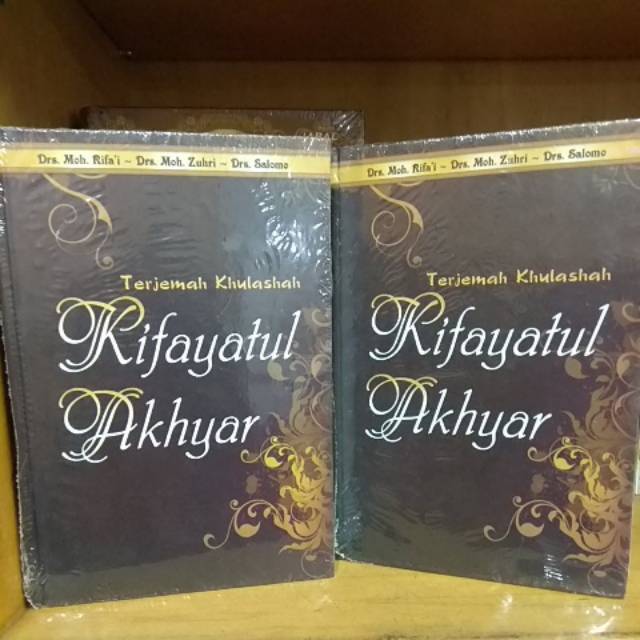 Drs. Moh. Rifa'i ~ Drs. Moh. Zuhri ~ Drs. Salomo
Terjemah Khulashah
Kifayatul
Akhyar
Drs. Moh. Rifa'i ~ Drs. Moh. Zuhri ~ Drs. Salomo
Terjemah Khulashah
Kifayatul
Akhyar